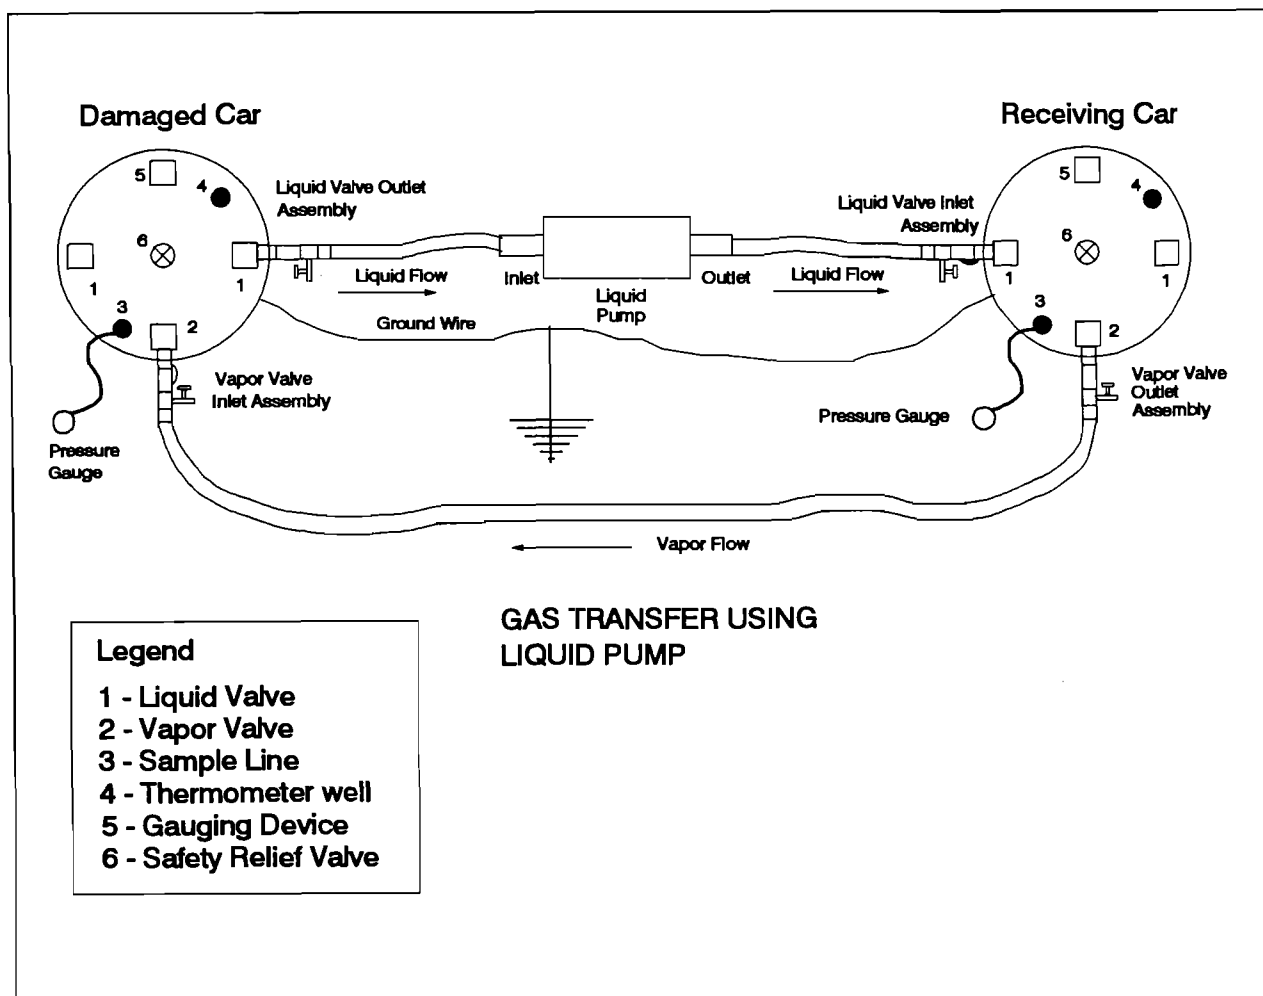 Damaged Car
Receiving Car
5
4
6
1
1
3
2
Liquid Valve Outlet
Assembly
Liquid Flow
Inlet
Liquid
Pump
Outlet
Liquid Valve Inlet
Assembly
Liquid Flow
5
4
6
1
1
3
2
Ground Wire
Vapor Valve
Inlet Assembly
Pressure
Gauge
Pressure Gauge
Vapor Valve
Outlet
Assembly
Vapor Flow
GAS TRANSFER USING
LIQUID PUMP
Legend
1 - Liquid Valve
2 - Vapor Valve
3 - Sample Line
4 - Thermometer well
5 - Gauging Device
6 - Safety Relief Valve